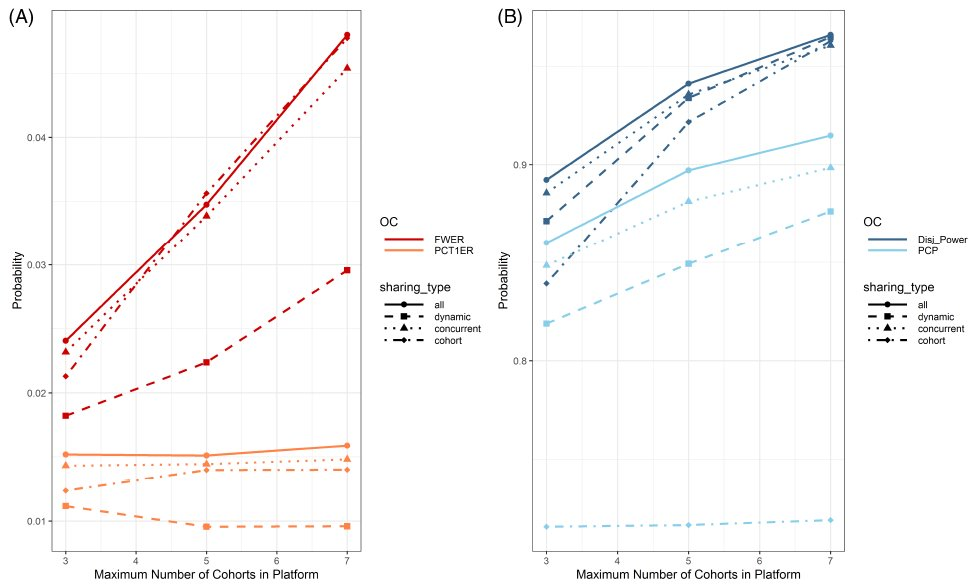 (A)
Probability
0.04
0.03
0.02
0.01
3
4
5
6
7
Maximum Number of Cohorts in Platform
OC
FWER
PCT1ER
sharing_type
all
dynamic
concurrent
cohort
(B)
Probability
0.9
0.8
3
4
5
6
7
Maximum Number of Cohorts in Platform
OC
Disj_Power
PCP
sharing_type
all
dynamic
concurrent
cohort